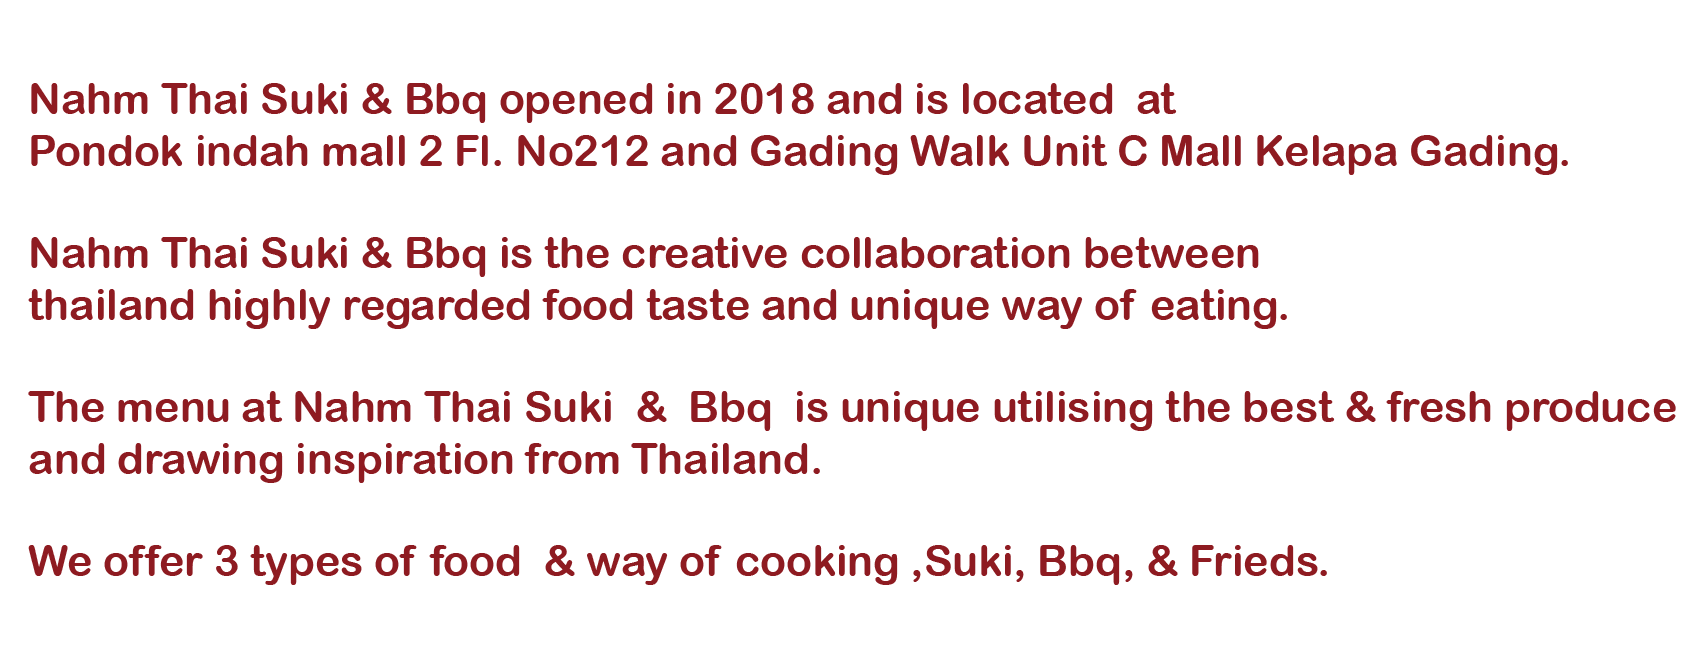 Nahm Thai Suki & Bbq opened in 2018 and is located at
Pondok indah mall 2 Fl. No212 and Gading Walk Unit C Mall Kelapa Gading.
Nahm Thai Suki & Bbq is the creative collaboration between
thailand highly regarded food taste and unique way of eating.
The menu at Nahm Thai Suki & Bbq is unique utilising the best & fresh produce
and drawing inspiration from Thailand.
We offer 3 types of food & way of cooking ,Suki, Bbq, & Frieds.